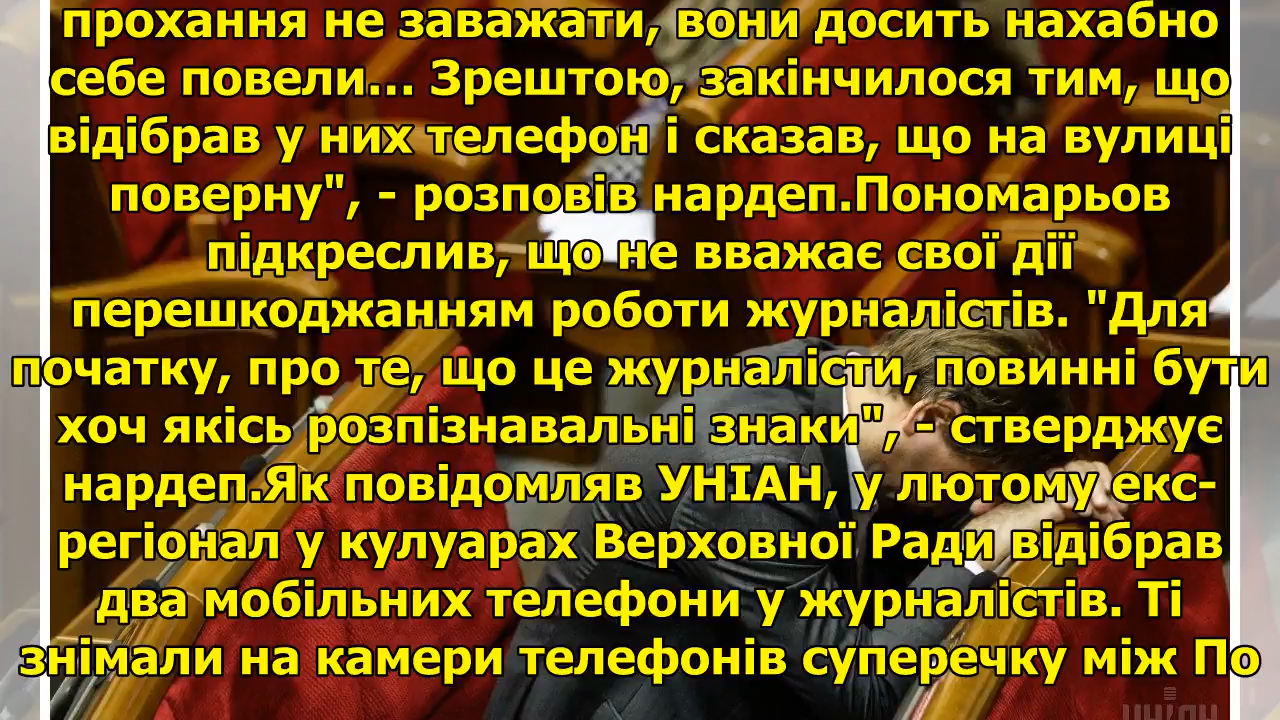 прохання не заважати, вони досить нахабно
себе повели... Зрештою, закінчилося тим, що
відібрав у них телефон і сказав, що на вулиці
поверну", - розповів нардеп.Пономарьов
підкреслив, що не вважає свої дії
перешкоджанням роботи журналістів. "Для
початку, про те, що це журналісти, повинні бути
хоч якісь розпізнавальні знаки", - стверджує
нардеп.Як повідомляв УНІАН, у лютому екс-
регіонал у кулуарах Верховної Ради відібрав
два мобільних телефони у журналістів. Ті
знімали на камери телефонів суперечку між По